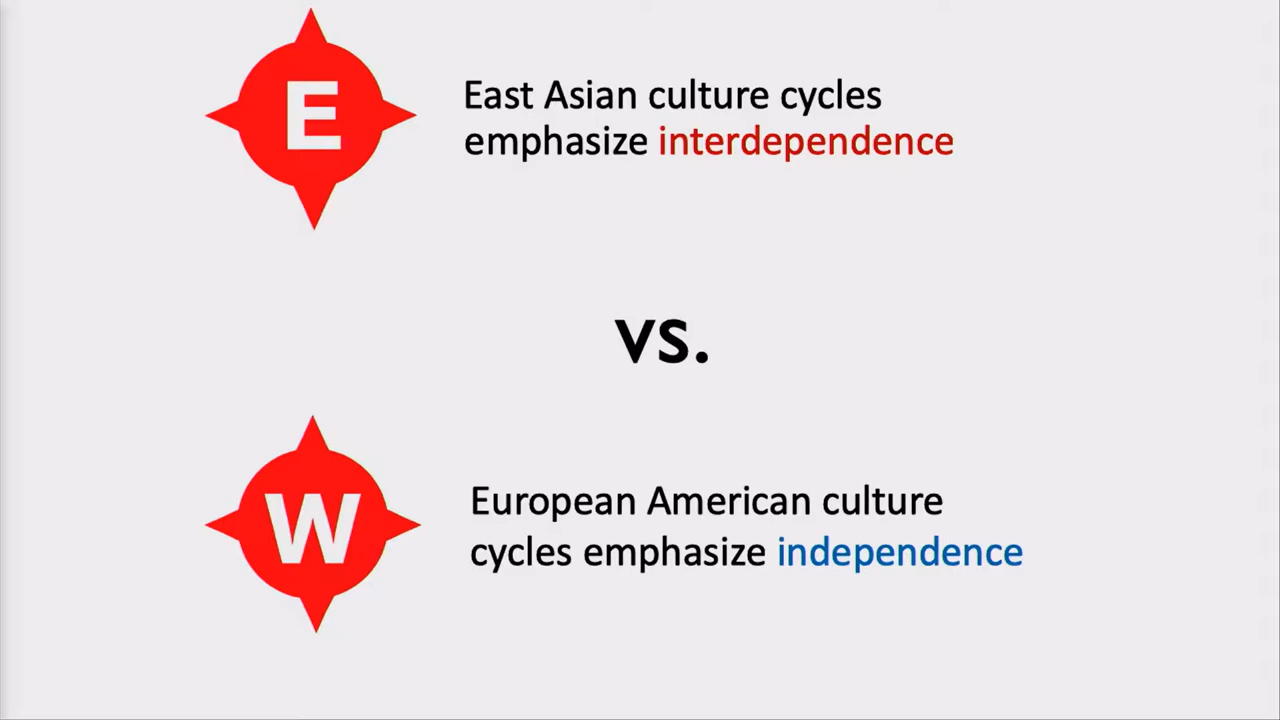 E
East Asian culture cycles
emphasize interdependence
vs.
W
European American culture
cycles emphasize independence